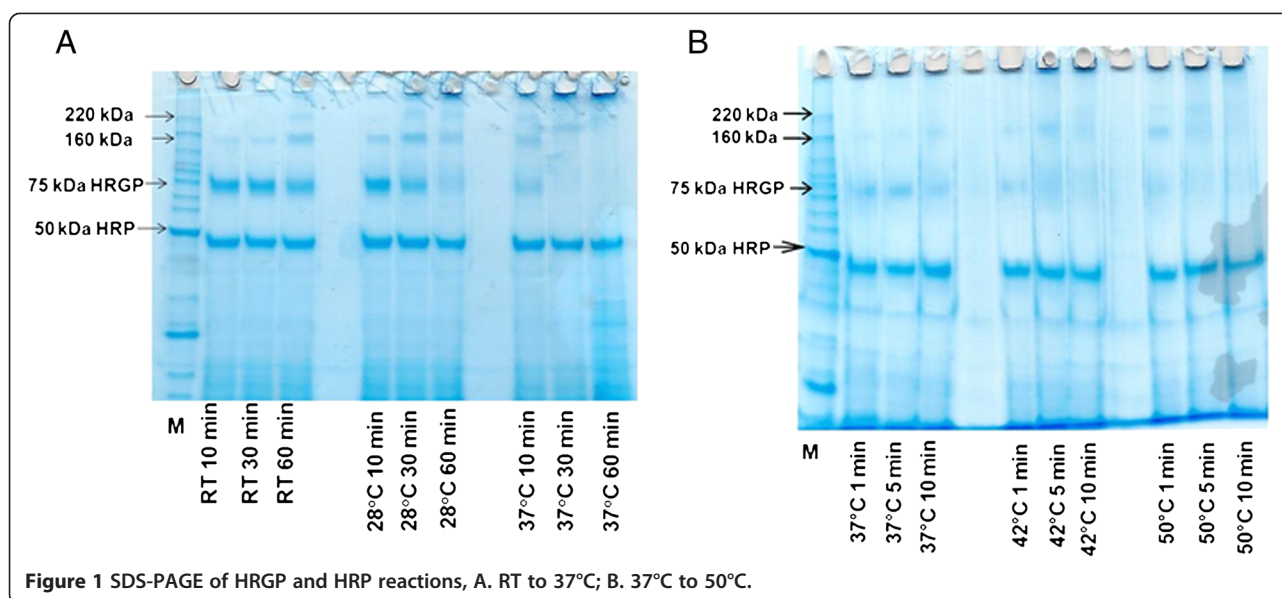 A
220 kDa
160 kDa
75 kDa HRGP
50 kDa HRP
M
RT 10 min
RT 30 min
RT 60 min
28°C 10 min
28°C 30 min
28°C 60 min
37°C 10 min
37°C 30 min
37°C 60 min
B
220 kDa
160 kDa
75 kDa HRGP
50 kDa HRP
M
37°C 1 min
37°C 5 min
37°C 10 min
42°C 1 min
42°C 5 min
42°C 10 min
50°C 1 min
50°C 5 min
50°C 10 min
Figure 1 SDS-PAGE of HRGP and HRP reactions, A. RT to 37°C; B. 37°C to 50°C.